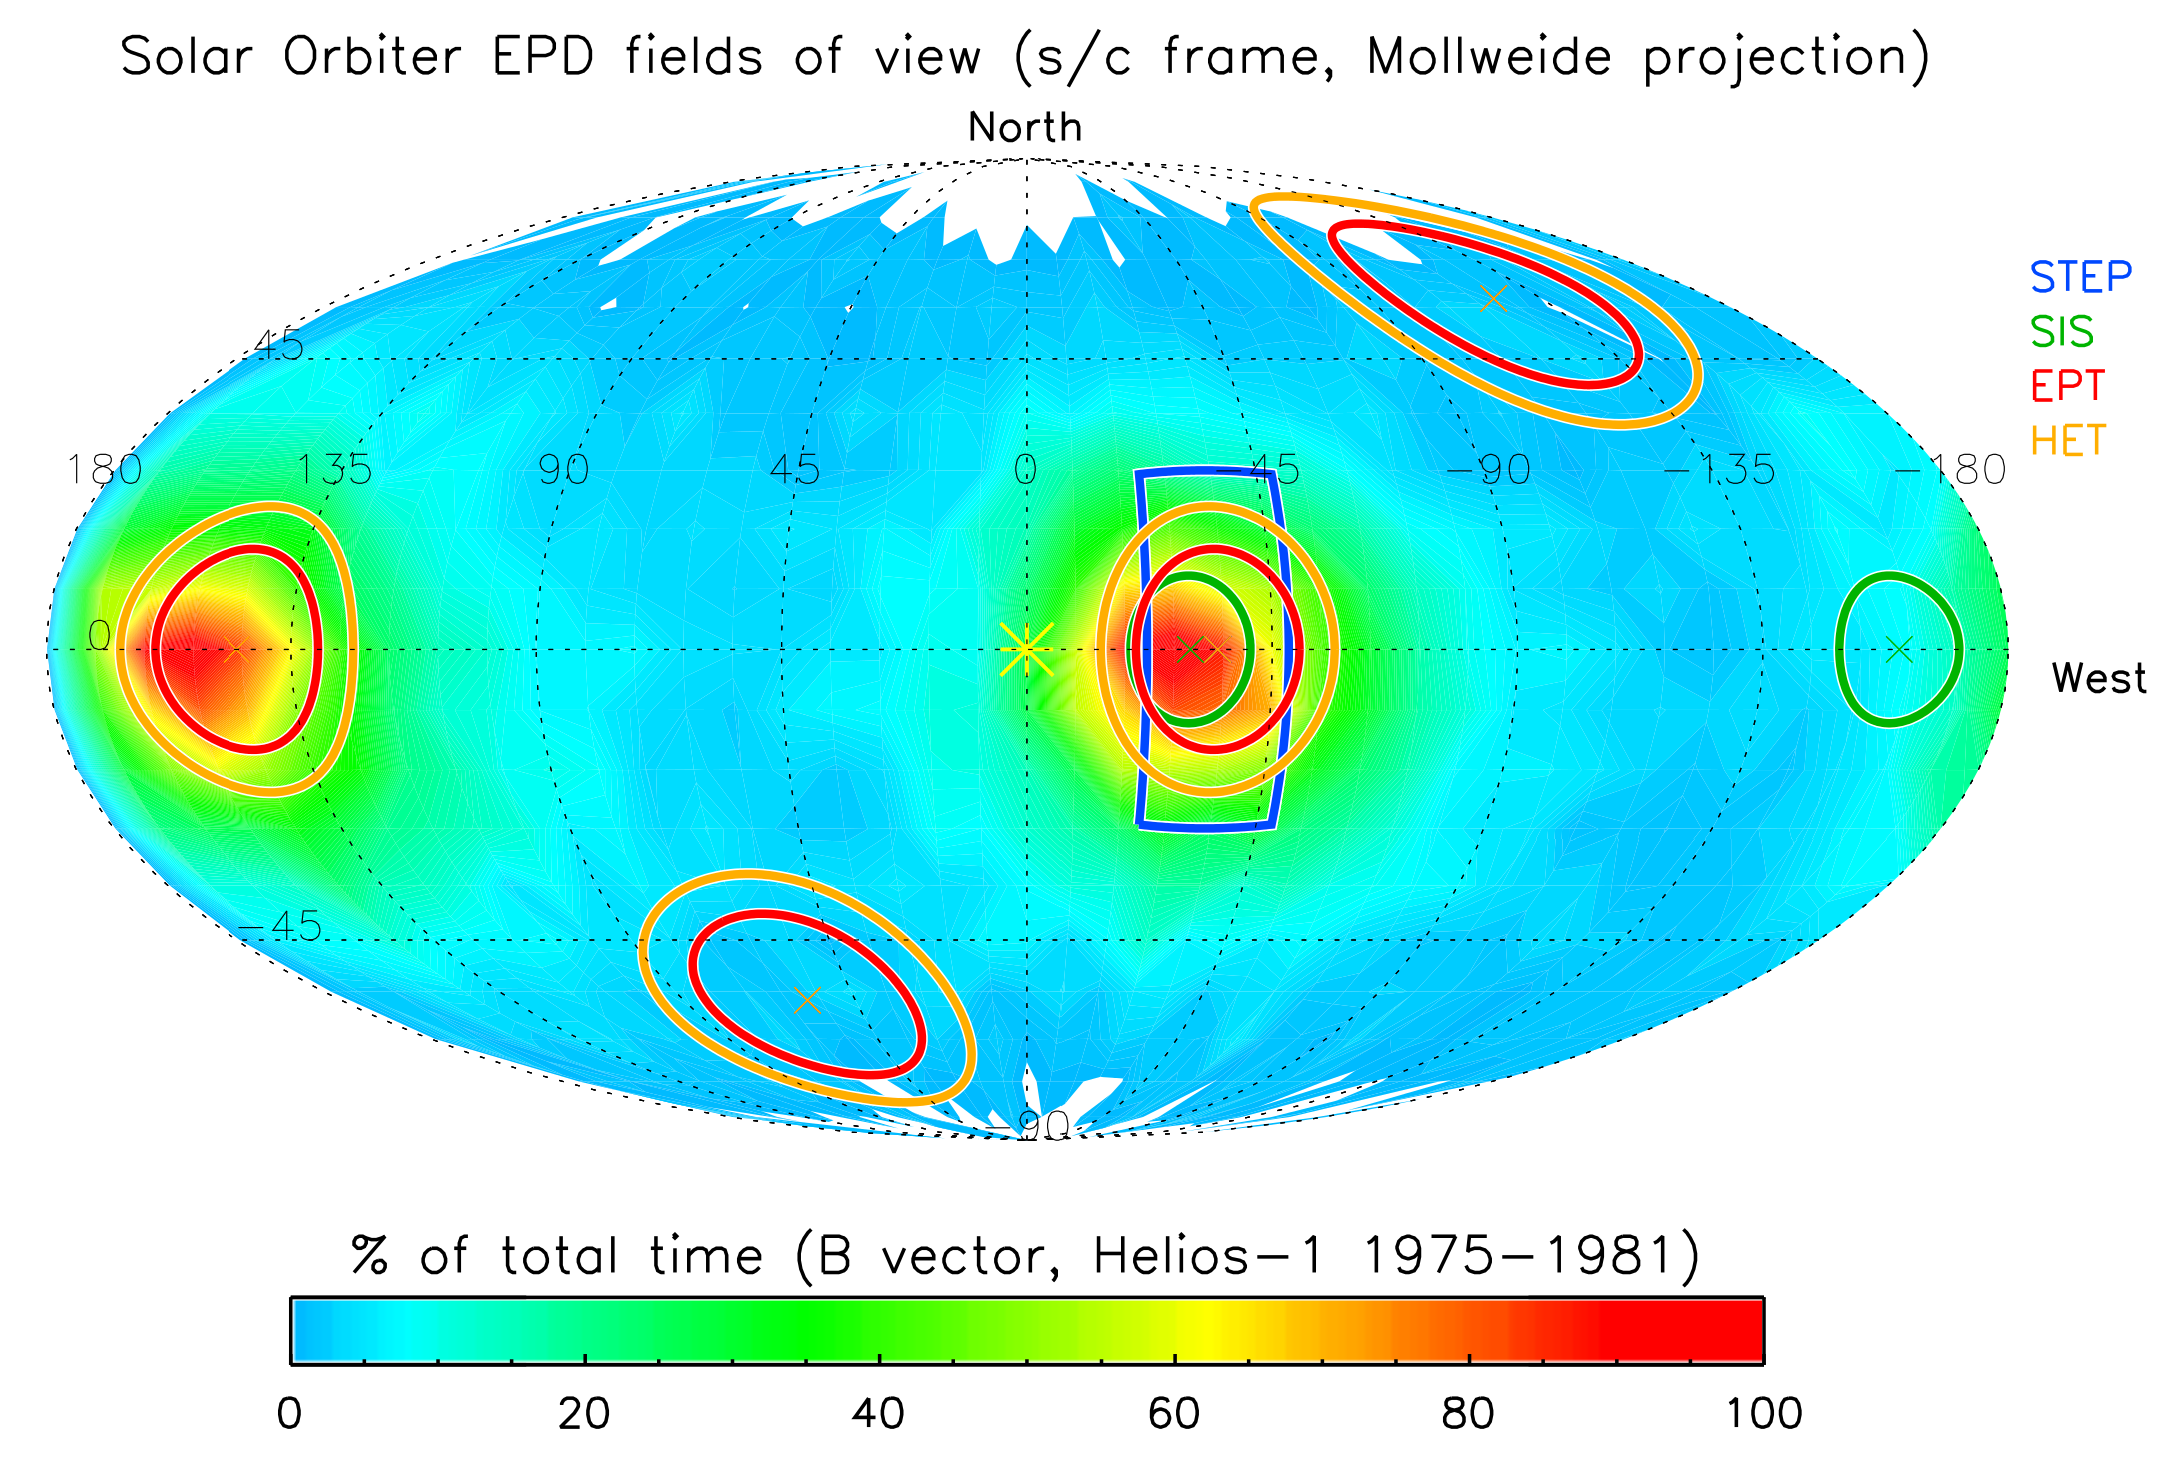 Solar Orbiter EPD fields of view (s/c frame, Mollweide projection)
North
STEP
SIS
EPT
HET
45
180 135 90 45 0 −45 −90 −135 −180
0
West
−45
−90
% of total time (B vector, Helios−1 1975−1981)
0 20 40 60 80 100